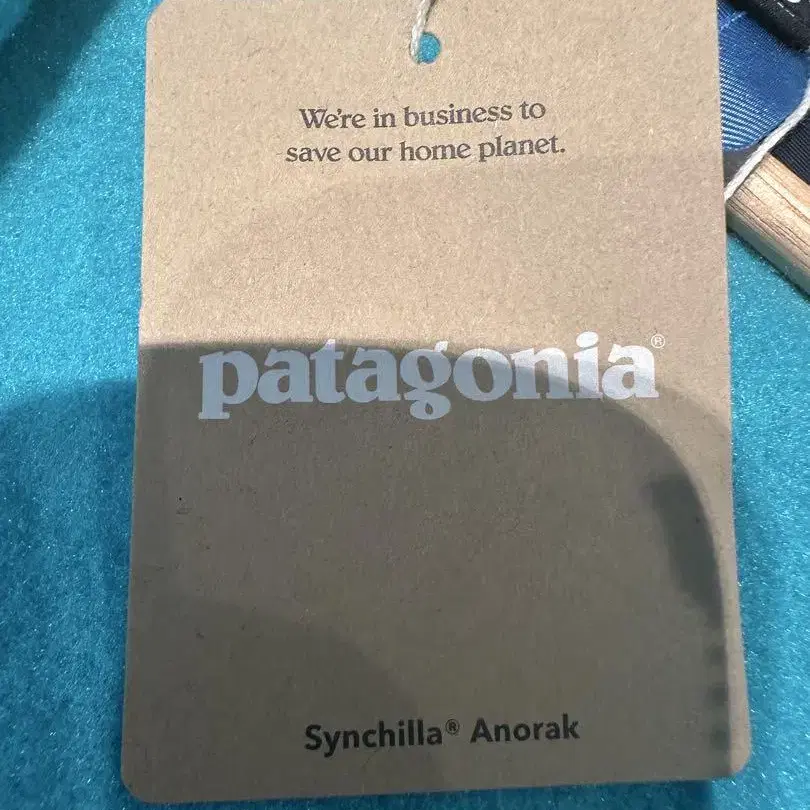 We're in business to
save our home planet.
patagonia®
Synchilla® Anorak